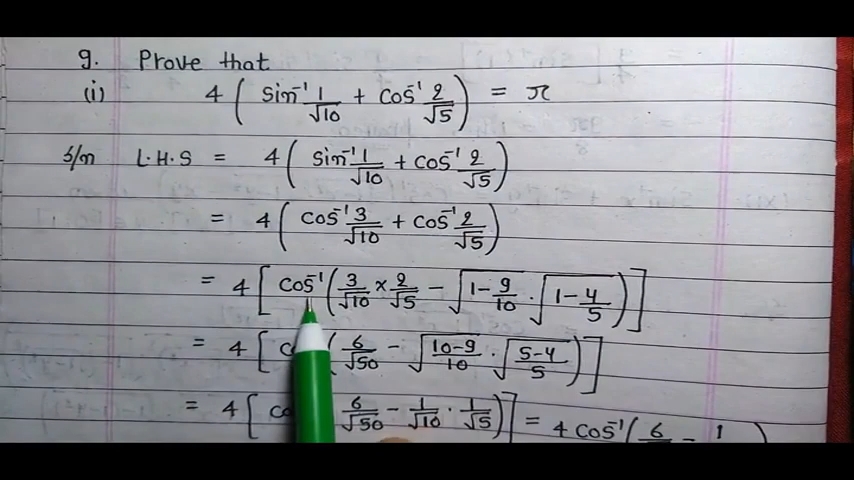 9. Prove that
(i) 4 ( Sin⁻¹ 1/√10 + Cos⁻¹ 2/√5 ) = π
S/n L.H.S = 4 ( Sin⁻¹ 1/√10 + Cos⁻¹ 2/√5 )
= 4 ( Cos⁻¹ 3/√10 + Cos⁻¹ 2/√5 )
= 4 [ Cos⁻¹ ( 3/√10 × 2/√5 − √(1 − 9/10) · √(1 − 4/5) ) ]
= 4 [ ( 6/√50 − √((10−9)/10) · √((5−4)/5) ) ]
= 4 [ 6/√50 − 1/√10 · 1/√5 ) ] = 4 Cos⁻¹ ( 6 − 1 )